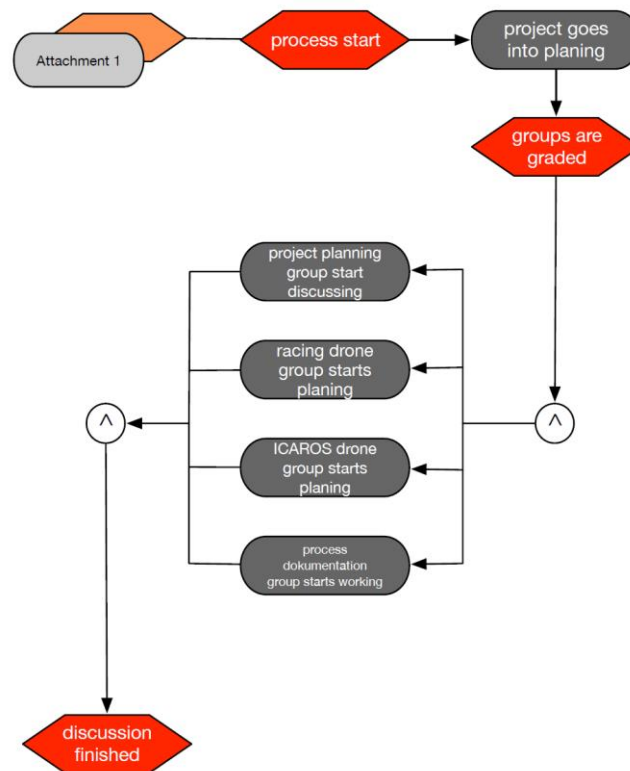 Attachment 1
process start
project goes
into planing
groups are
graded
project planning
group start
discussing
racing drone
group starts
planing
^
^
ICAROS drone
group starts
planing
process
dokumentation
group starts working
discussion
finished